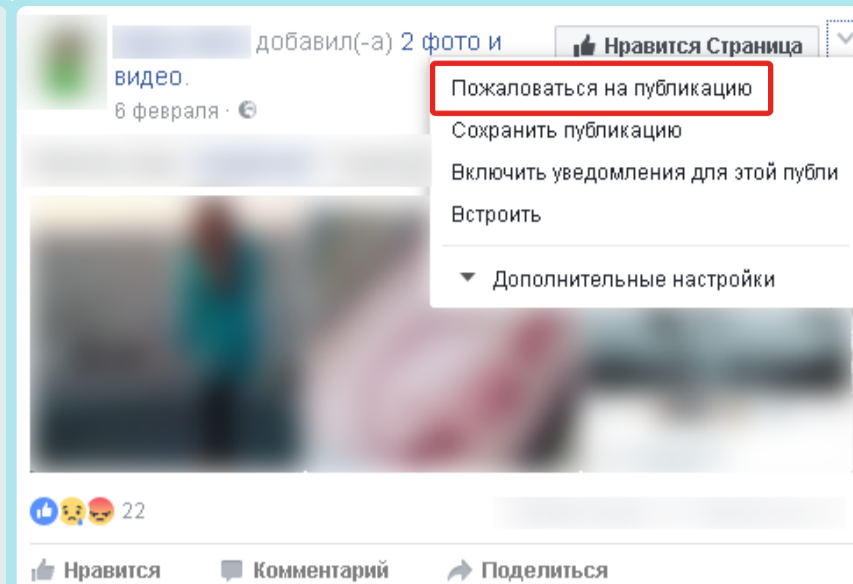 добавил(-а) 2 фото и
видео.
6 февраля ·
Нравится Страница
Пожаловаться на публикацию
Сохранить публикацию
Включить уведомления для этой публи
Встроить
Дополнительные настройки
22
Нравится Комментарий Поделиться